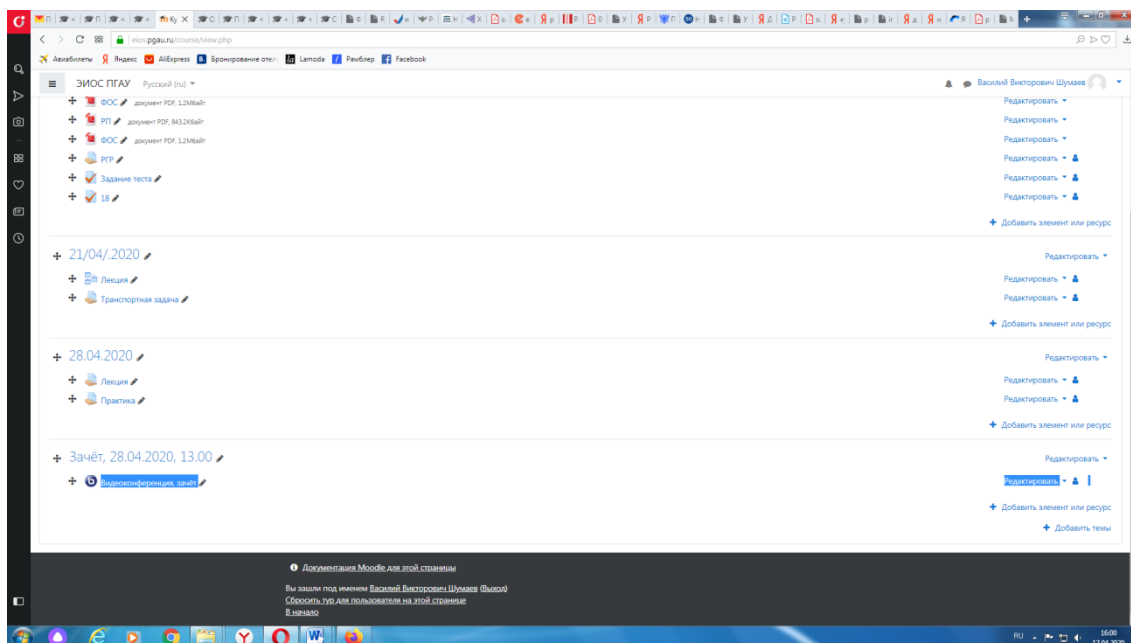 eios.pgau.ru/course/view.php
Авиабилеты Яндекс AliExpress Бронирование отел Lamoda Рамблер Facebook
ЭИОС ПГАУ Русский (ru) Василий Викторович Шумаев
ФОС документ PDF, 1.2Мбайт Редактировать
РП документ PDF, 843.2Кбайт Редактировать
ФОС документ PDF, 1.2Мбайт Редактировать
РГР Редактировать
Задание теста Редактировать
18 Редактировать
Добавить элемент или ресурс
21/04/.2020 Редактировать
Лекция Редактировать
Транспортная задача Редактировать
Добавить элемент или ресурс
28.04.2020 Редактировать
Лекция Редактировать
Практика Редактировать
Добавить элемент или ресурс
Зачёт, 28.04.2020, 13.00 Редактировать
Видеоконференция, зачёт Редактировать
Добавить элемент или ресурс
Добавить темы
Документация Moodle для этой страницы
Вы зашли под именем Василий Викторович Шумаев (Выход)
Сбросить тур для пользователя на этой странице
В начало
RU 16:00
17.04.2020